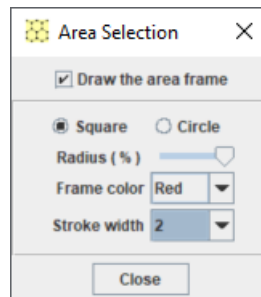 Area Selection
Draw the area frame
Square Circle
Radius ( % )
Frame color Red
Stroke width 2
Close